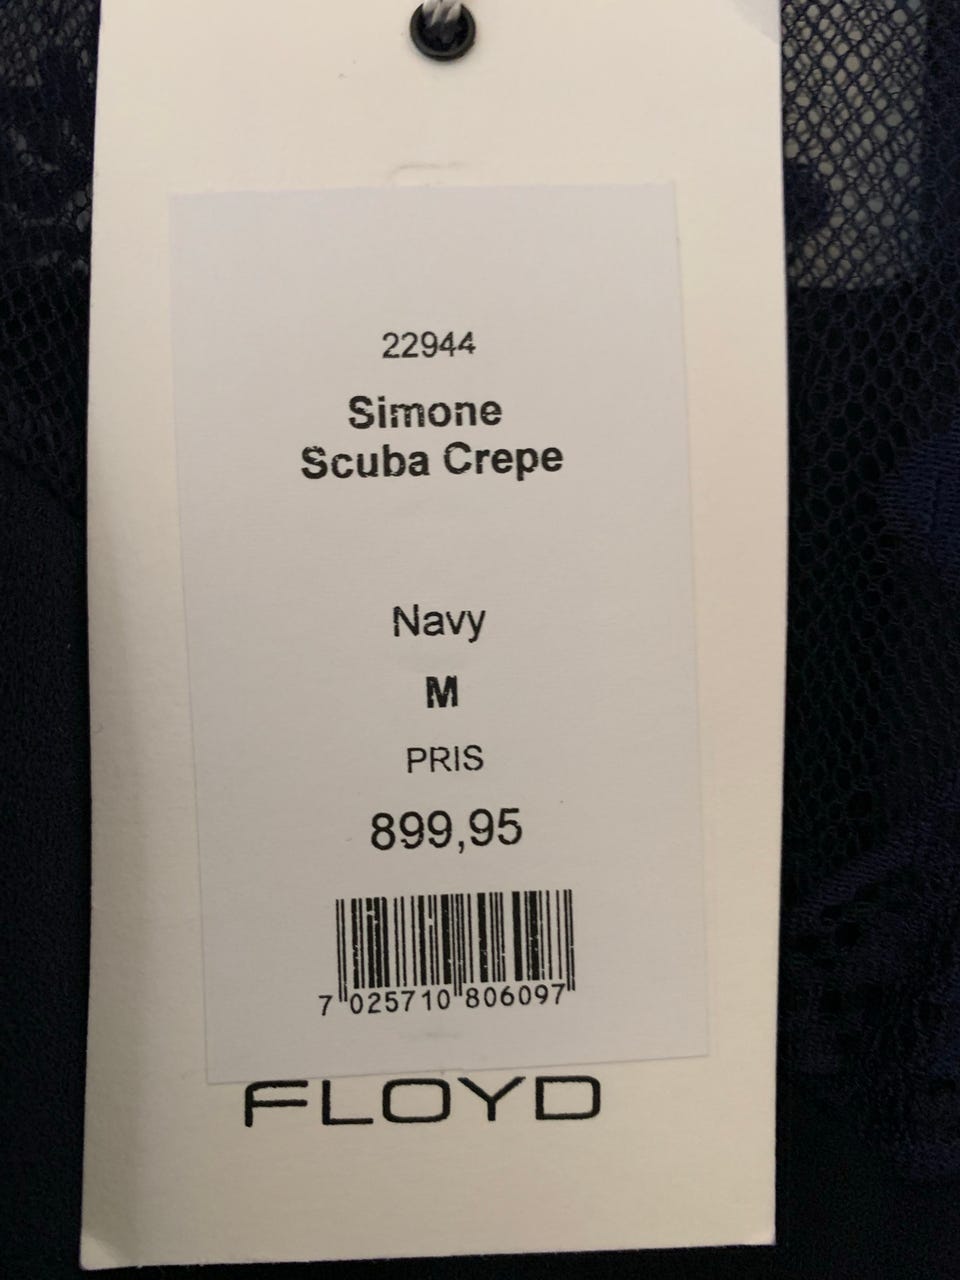 22944
Simone
Scuba Crepe
Navy
M
PRIS
899,95
7 025710 806097
FLOYD